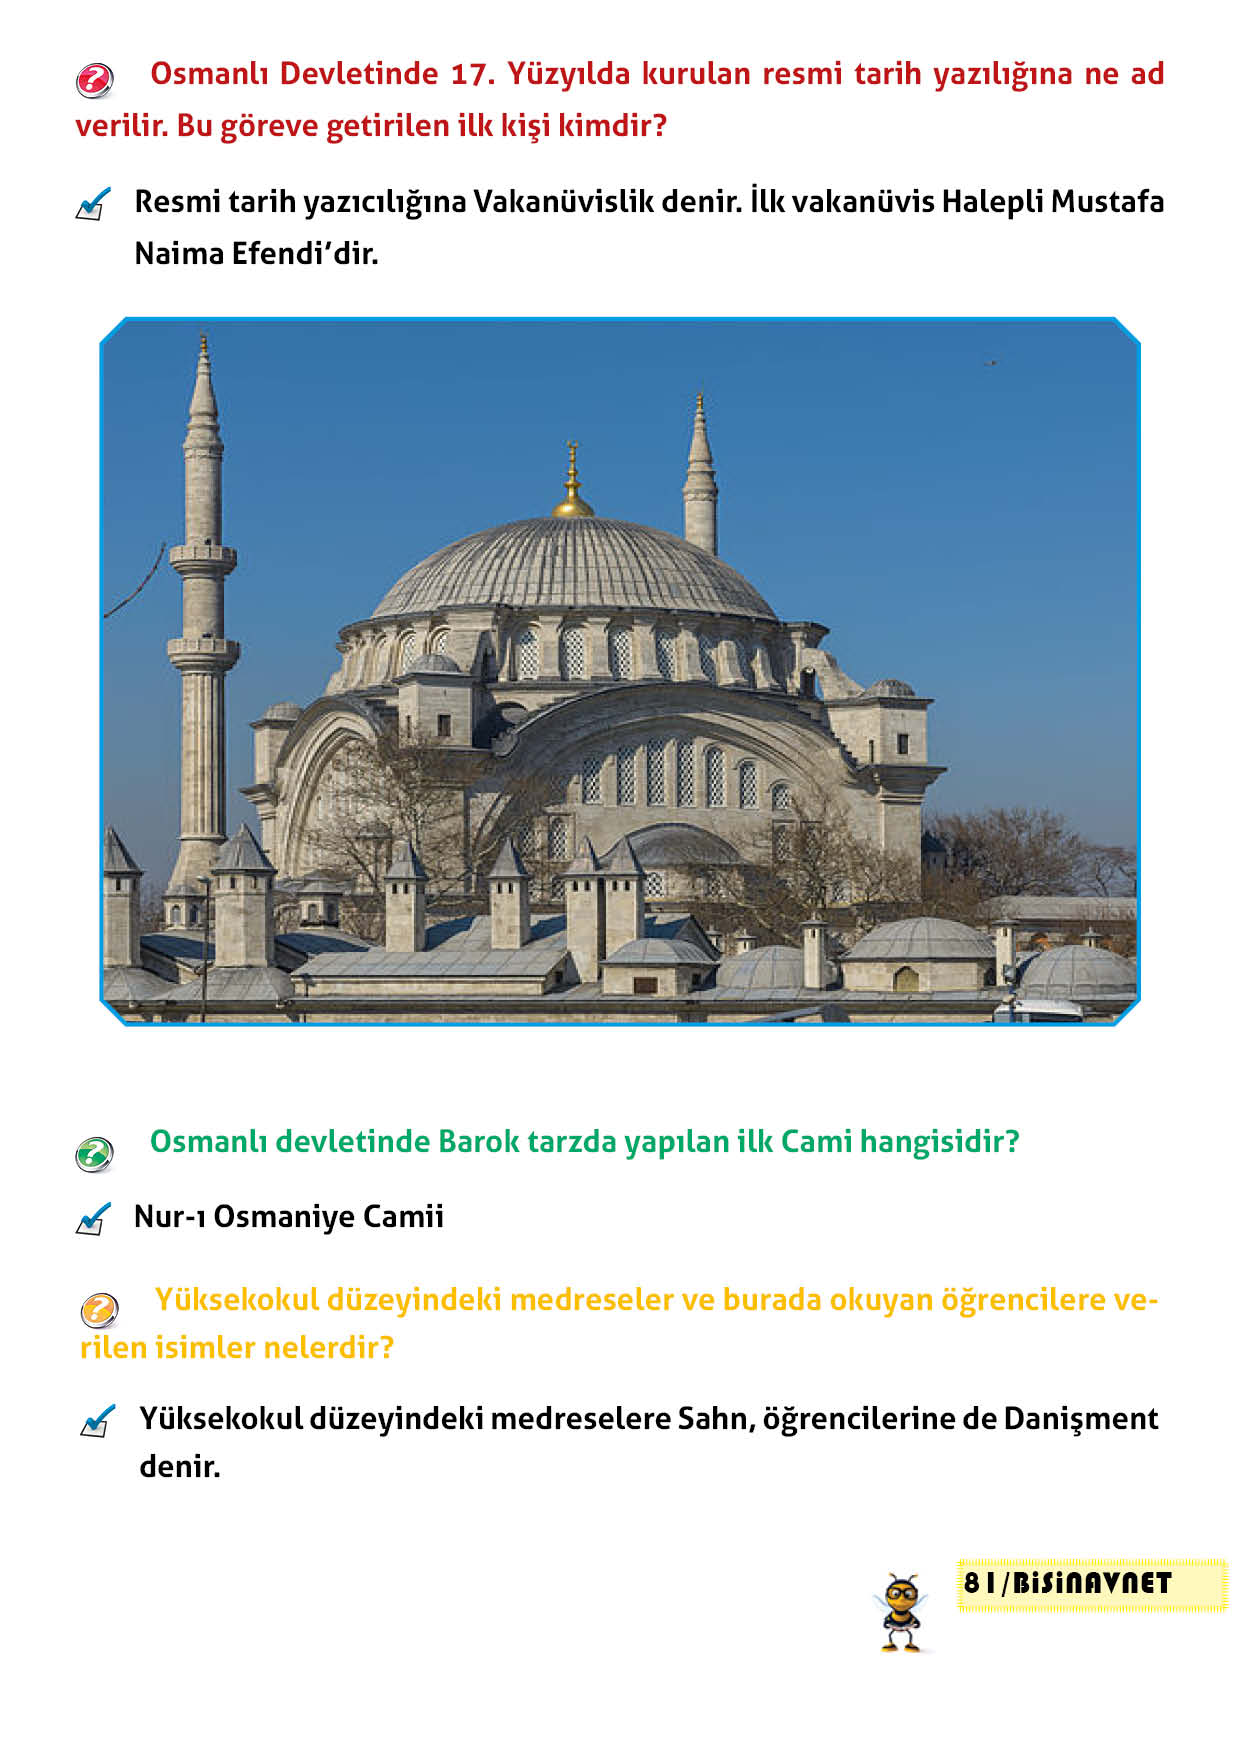 Osmanlı Devletinde 17. Yüzyılda kurulan resmi tarih yazılığına ne ad
verilir. Bu göreve getirilen ilk kişi kimdir?
Resmi tarih yazıcılığına Vakanüvislik denir. İlk vakanüvis Halepli Mustafa
Naima Efendi’dir.
Osmanlı devletinde Barok tarzda yapılan ilk Cami hangisidir?
Nur-ı Osmaniye Camii
Yüksekokul düzeyindeki medreseler ve burada okuyan öğrencilere ve-
rilen isimler nelerdir?
Yüksekokul düzeyindeki medreselere Sahn, öğrencilerine de Danişment
denir.
81/BiSiNAVNET